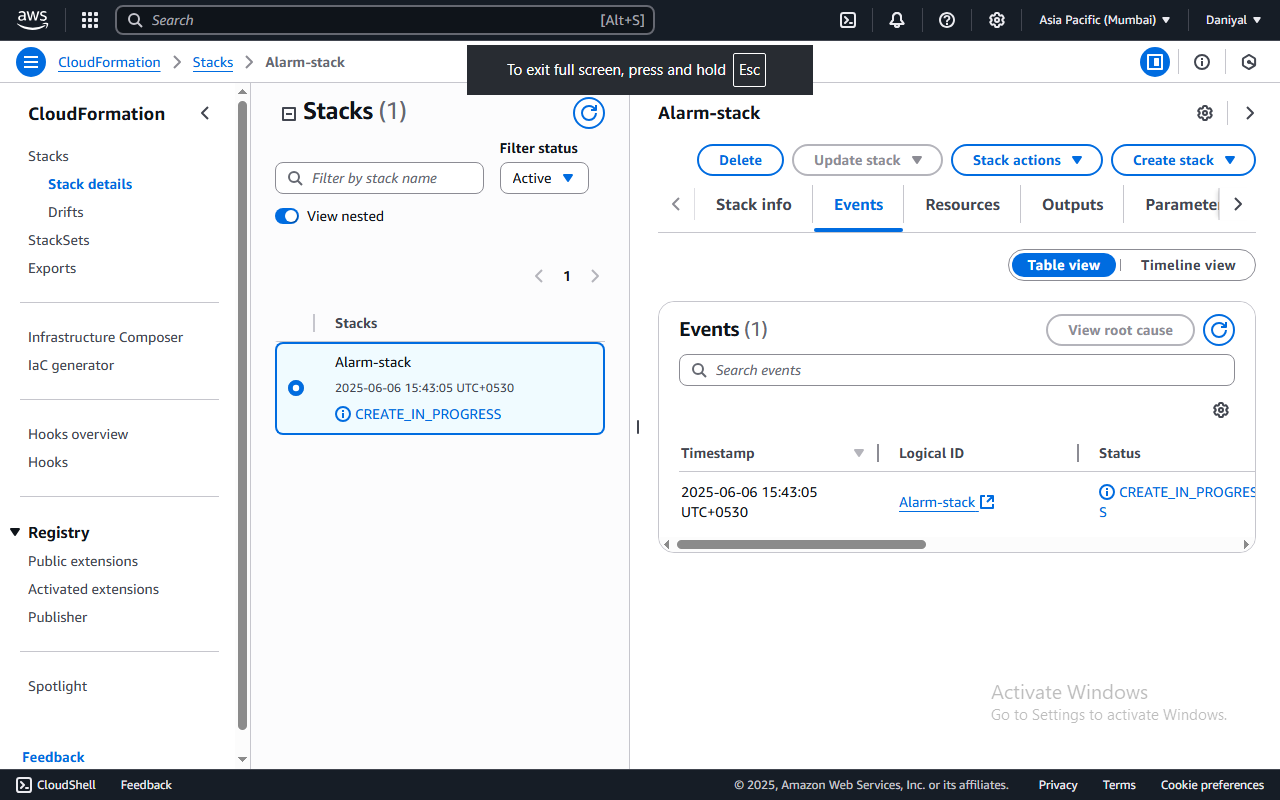 aws
Search [Alt+S]
Asia Pacific (Mumbai)
Daniyal
CloudFormation
Stacks
Alarm-stack
To exit full screen, press and hold Esc
CloudFormation
Stacks
Stack details
Drifts
StackSets
Exports
Infrastructure Composer
IaC generator
Hooks overview
Hooks
Registry
Public extensions
Activated extensions
Publisher
Spotlight
Feedback
Stacks (1)
Filter status
Filter by stack name
Active
View nested
1
Stacks
Alarm-stack
2025-06-06 15:43:05 UTC+0530
CREATE_IN_PROGRESS
Alarm-stack
Delete
Update stack
Stack actions
Create stack
Stack info
Events
Resources
Outputs
Parameter
Table view
Timeline view
Events (1)
View root cause
Search events
Timestamp
Logical ID
Status
2025-06-06 15:43:05
UTC+0530
Alarm-stack
CREATE_IN_PROGRES
S
Activate Windows
Go to Settings to activate Windows.
CloudShell
Feedback
© 2025, Amazon Web Services, Inc. or its affiliates.
Privacy
Terms
Cookie preferences